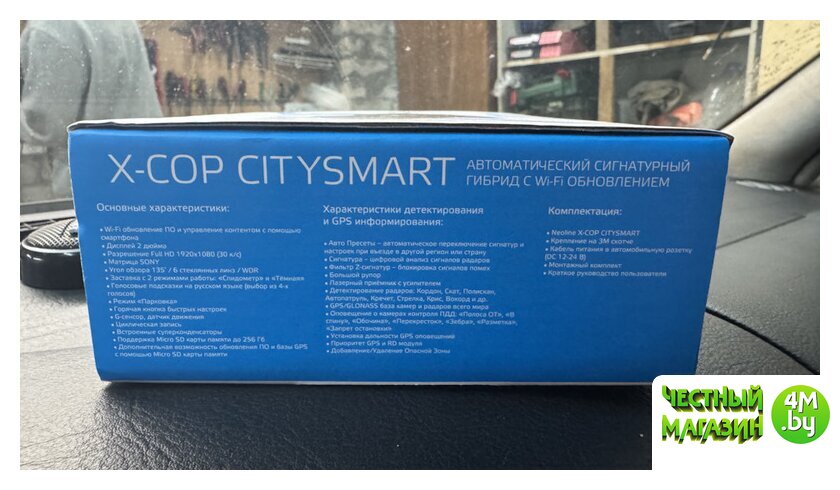 X-COP CITYSMART
АВТОМАТИЧЕСКИЙ СИГНАТУРНЫЙ
ГИБРИД С Wi-Fi ОБНОВЛЕНИЕМ
Основные характеристики:
• Wi-Fi обновление ПО и управление контентом с помощью
смартфона
• Дисплей 2 дюйма
• Разрешение Full HD 1920x1080 (30 к/с)
• Матрица SONY
• Угол обзора 135° / 6 стеклянных линз / WDR
• Заставка с 2 режимами работы: «Спидометр» и «Тёмная»
• Голосовые подсказки на русском языке (выбор из 4-х
голосов)
• Режим «Парковка»
• Горячая кнопка быстрых настроек
• G-сенсор, датчик движения
• Циклическая запись
• Встроенные суперконденсаторы
• Поддержка Micro SD карты памяти до 256 Гб
• Дополнительная возможность обновления ПО и базы GPS
с помощью Micro SD карты памяти
Характеристики детектирования
и GPS информирования:
• Авто Пресеты – автоматическое переключение сигнатур и
настроек при въезде в другой регион или страну
• Сигнатура – цифровой анализ сигналов радаров
• Фильтр Z-сигнатур – блокировка сигналов помех
• Большой рупор
• Лазерный приёмник с усилителем
• Детектирование радаров: Кордон, Скат, Полискан,
Автопатруль, Кречет, Стрелка, Крис, Вокорд и др.
• GPS/GLONASS база камер и радаров всего мира
• Оповещение о камерах контроля ПДД: «Полоса ОТ», «В
спину», «Обочина», «Перекресток», «Зебра», «Разметка»,
«Запрет остановки»
• Установка дальности GPS оповещений
• Приоритет GPS и RD модуля
• Добавление/Удаление Опасной Зоны
Комплектация:
• Neoline X-COP CITYSMART
• Крепление на 3М скотче
• Кабель питания в автомобильную розетку
(DC 12-24 В)
• Монтажный комплект
• Краткое руководство пользователя
ЧЕСТНЫЙ
МАГАЗИН
4M
.by